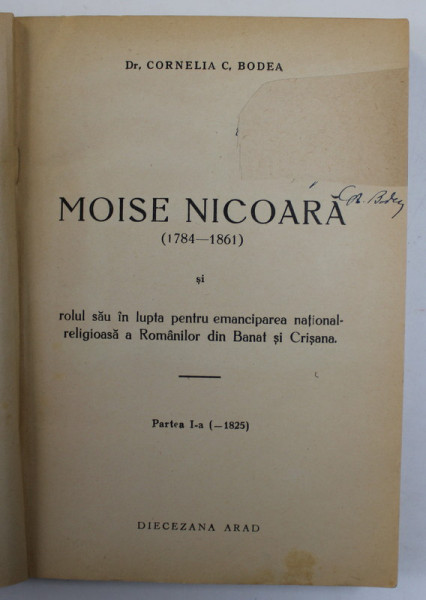 Dr. CORNELIA C. BODEA
MOISE NICOARĂ
(1784—1861)
și
rolul său în lupta pentru emanciparea național-
religioasă a Românilor din Banat și Crișana.
Partea I-a (—1825)
DIECEZANA ARAD